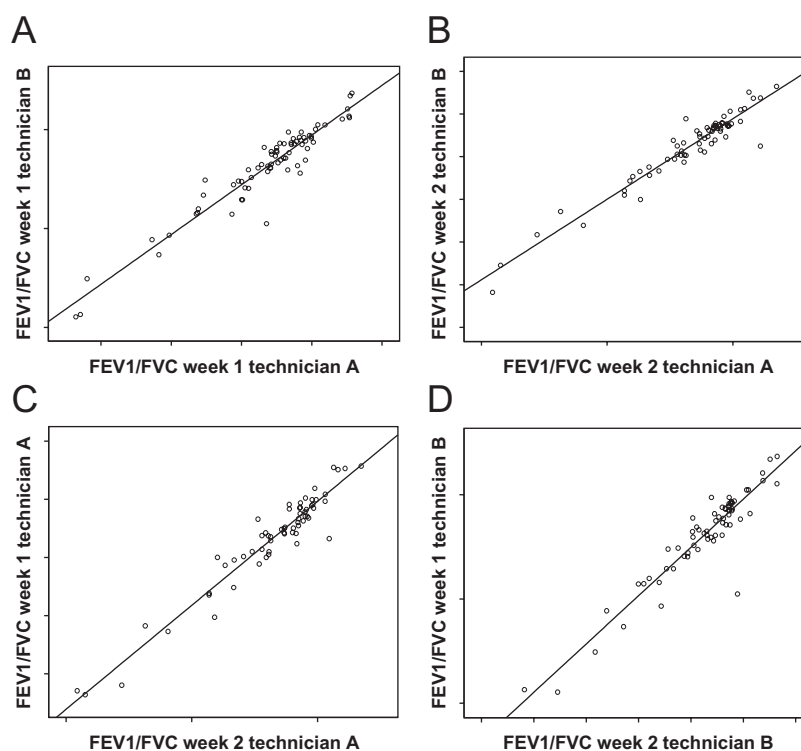 A
B
FEV1/FVC week 1 technician B
FEV1/FVC week 2 technician B
FEV1/FVC week 1 technician A
FEV1/FVC week 2 technician A
C
D
FEV1/FVC week 1 technician A
FEV1/FVC week 1 technician B
FEV1/FVC week 2 technician A
FEV1/FVC week 2 technician B